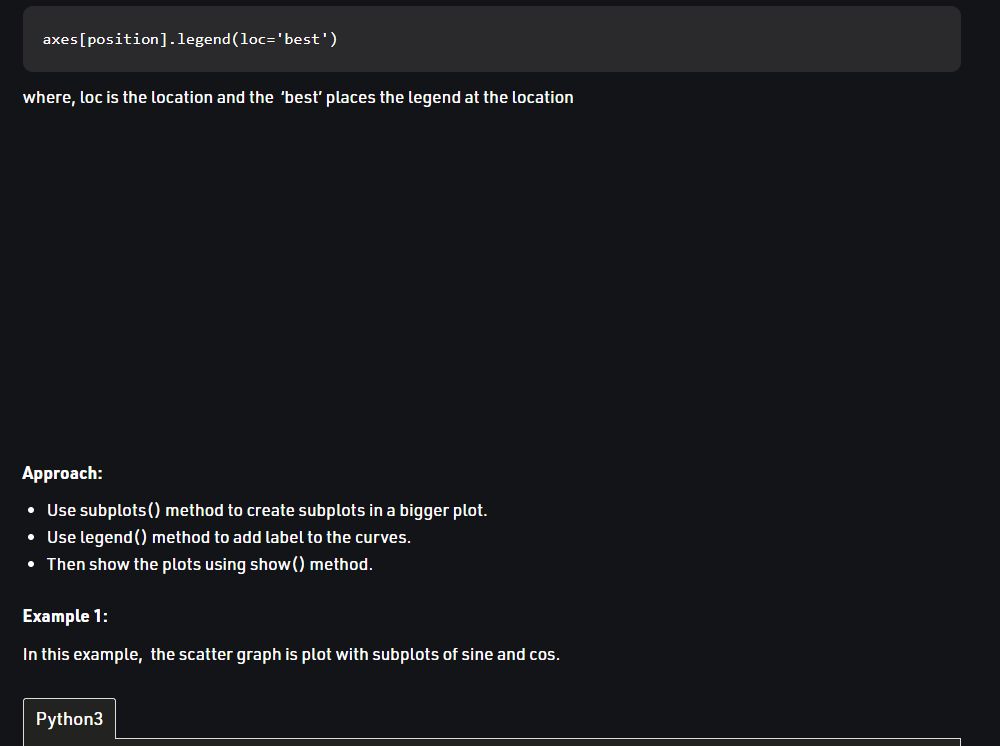 axes[position].legend(loc='best')
where, loc is the location and the ‘best’ places the legend at the location
Approach:
• Use subplots() method to create subplots in a bigger plot.
• Use legend() method to add label to the curves.
• Then show the plots using show() method.
Example 1:
In this example, the scatter graph is plot with subplots of sine and cos.
Python3